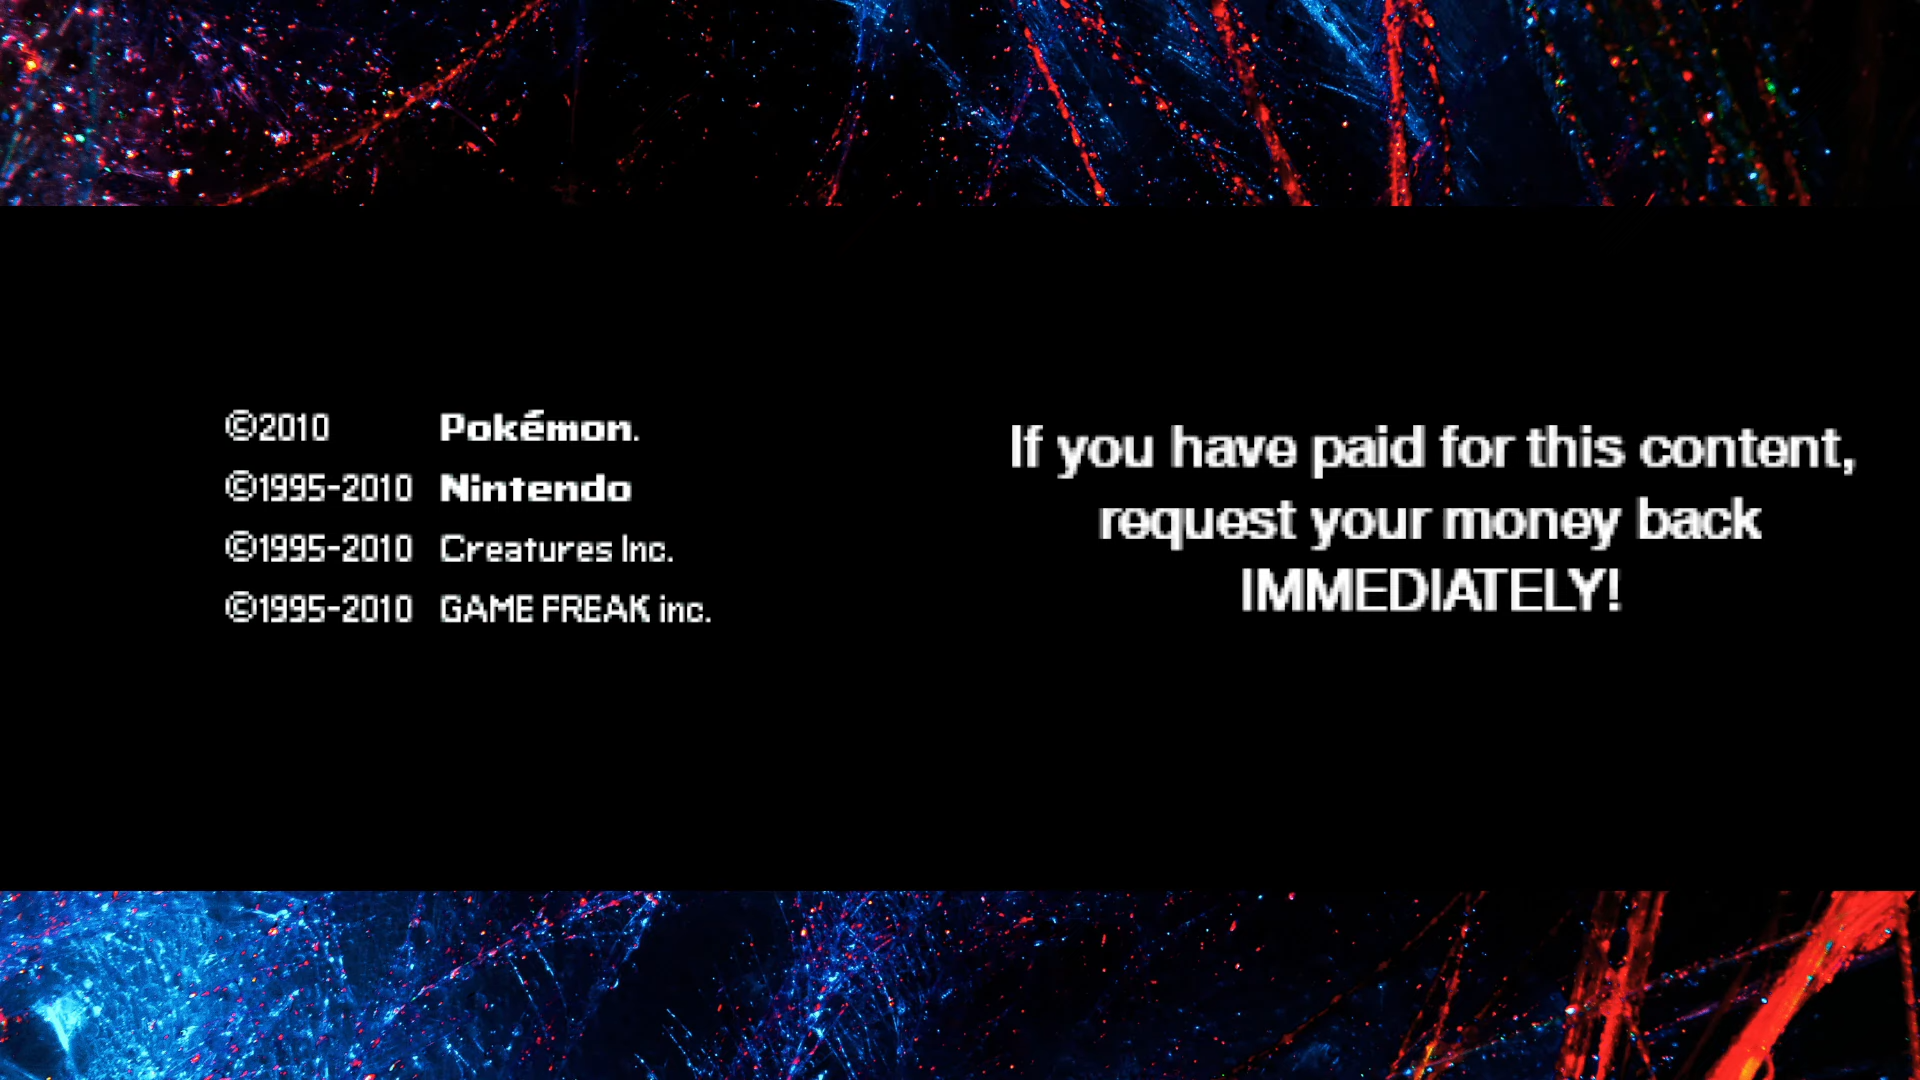 ©2010 Pokémon.
©1995-2010 Nintendo
©1995-2010 Creatures Inc.
©1995-2010 GAME FREAK inc.
If you have paid for this content,
request your money back
IMMEDIATELY!